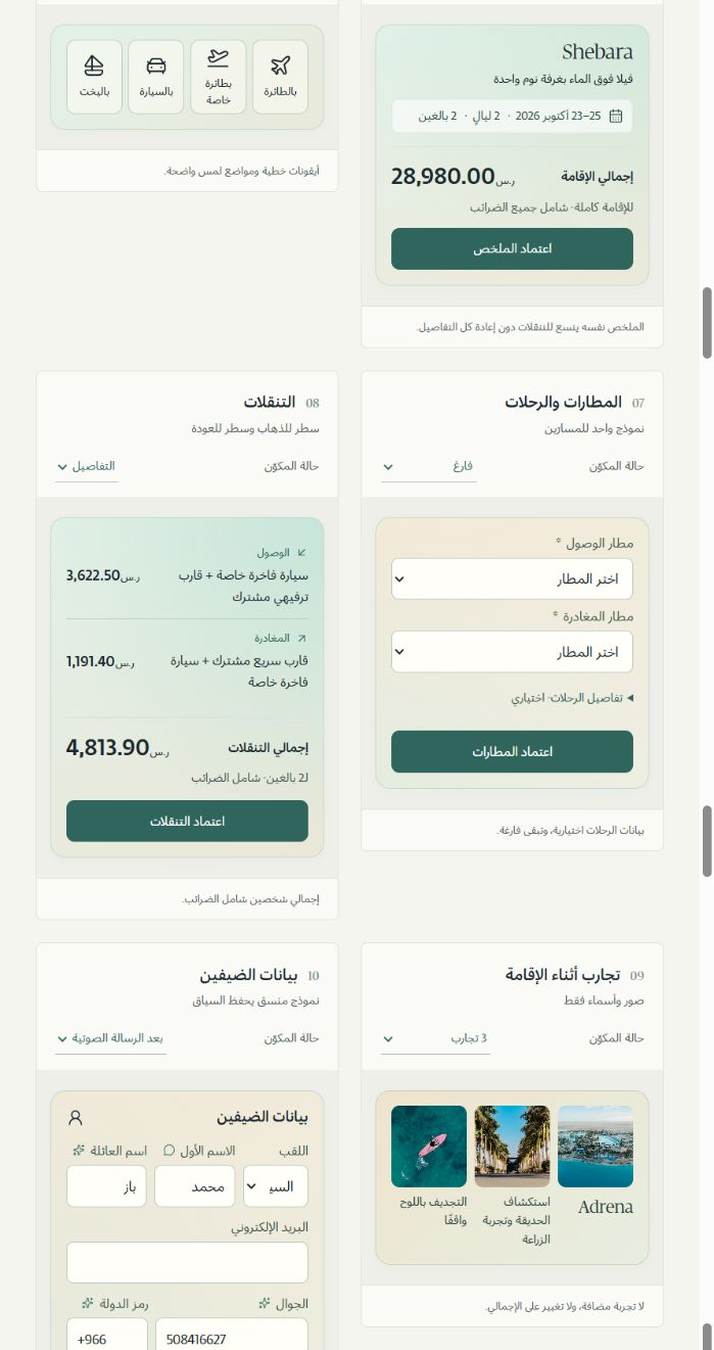 Shebara
فيلا فوق الماء بغرفة نوم واحدة
23–25 أكتوبر 2026 · 2 ليالٍ · 2 بالغين
إجمالي الإقامة
ر.س 28,980.00
للإقامة كاملة · شامل جميع الضرائب
اعتماد الملخص
الملخص نفسه يتسع للتنقلات دون إعادة كل التفاصيل.
بالطائرة
بطائرة
خاصة
بالسيارة
باليخت
أيقونات خطية ومواضع لمس واضحة.
07 المطارات والرحلات
نموذج واحد للمسارين
حالة المكوّن
فارغ
مطار الوصول *
اختر المطار
مطار المغادرة *
اختر المطار
تفاصيل الرحلات · اختياري
اعتماد المطارات
بيانات الرحلات اختيارية، وتبقى فارغة.
08 التنقلات
سطر للذهاب وسطر للعودة
حالة المكوّن
التفاصيل
الوصول
سيارة فاخرة خاصة + قارب
ترفيهي مشترك
ر.س 3,622.50
المغادرة
قارب سريع مشترك + سيارة
فاخرة خاصة
ر.س 1,191.40
إجمالي التنقلات
ر.س 4,813.90
لـ2 بالغين · شامل الضرائب
اعتماد التنقلات
إجمالي شخصين شامل الضرائب.
09 تجارب أثناء الإقامة
صور وأسماء فقط
حالة المكوّن
3 تجارب
Adrena
استكشاف
الحديقة وتجربة
الزراعة
التجديف باللوح
واقفًا
لا تجربة مضافة، ولا تغيير على الإجمالي.
10 بيانات الضيفين
نموذج منسق يحفظ السياق
حالة المكوّن
بعد الرسالة الصوتية
بيانات الضيفين
اللقب
الاسم الأول
اسم العائلة
السي
محمد
باز
البريد الإلكتروني
الجوال
رمز الدولة
508416627
+966